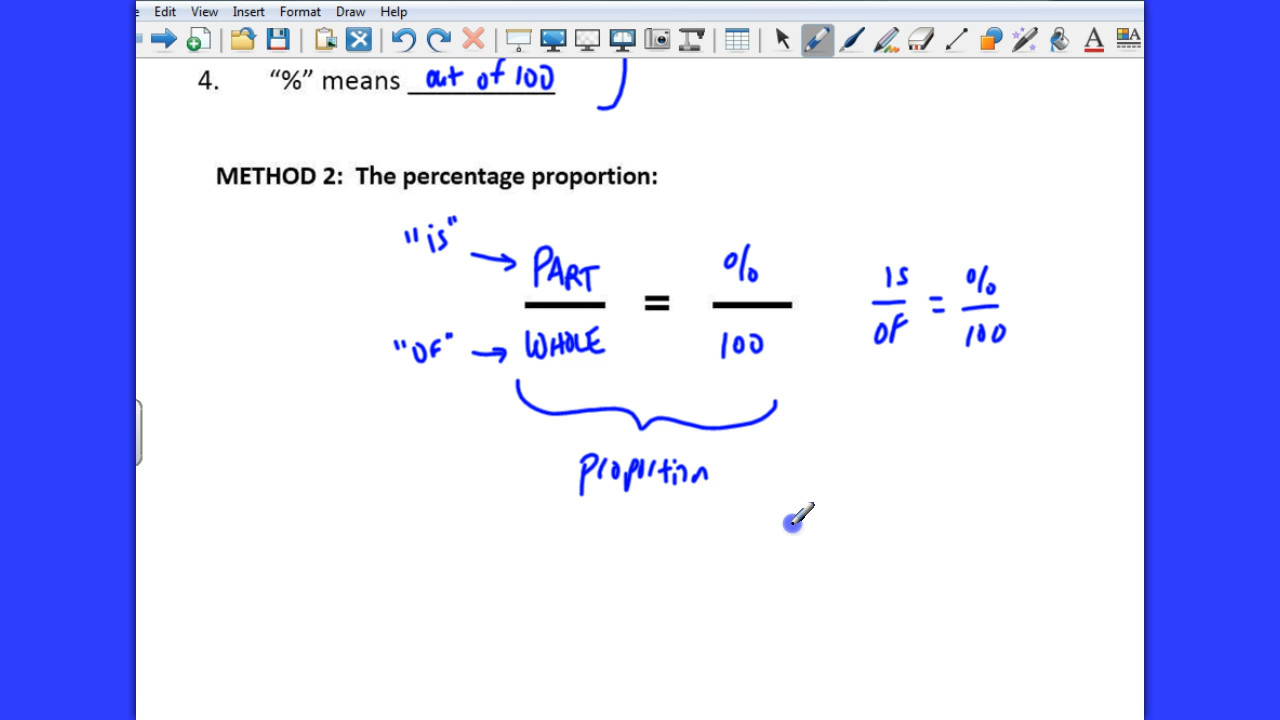 Edit View Insert Format Draw Help
4. "%" means out of 100
METHOD 2: The percentage proportion:
"is" → PART = % IS = %
"OF" → WHOLE 100 OF 100
proportion